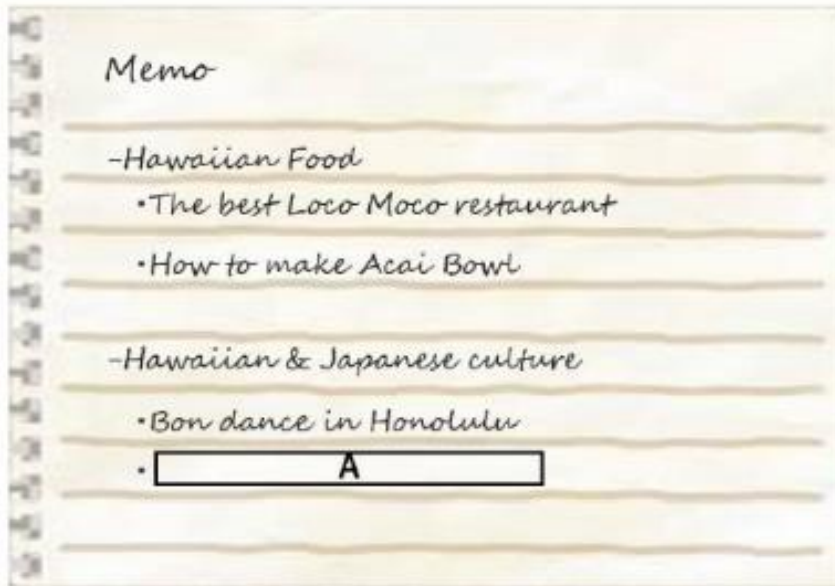 Memo
-Hawaiian Food
•The best Loco Moco restaurant
•How to make Acai Bowl
-Hawaiian & Japanese culture
•Bon dance in Honolulu
• A